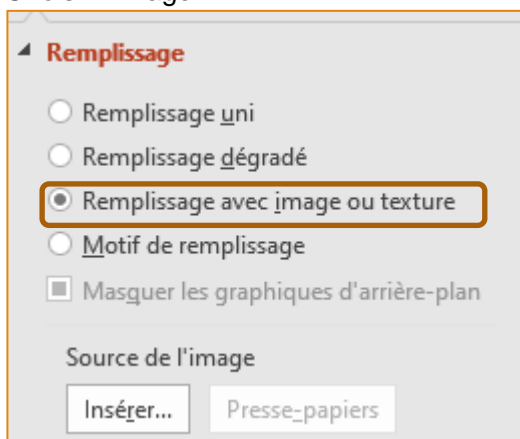 Remplissage
Remplissage uni
Remplissage dégradé
Remplissage avec image ou texture
Motif de remplissage
Masquer les graphiques d'arrière-plan
Source de l'image
Insérer... Presse-papiers